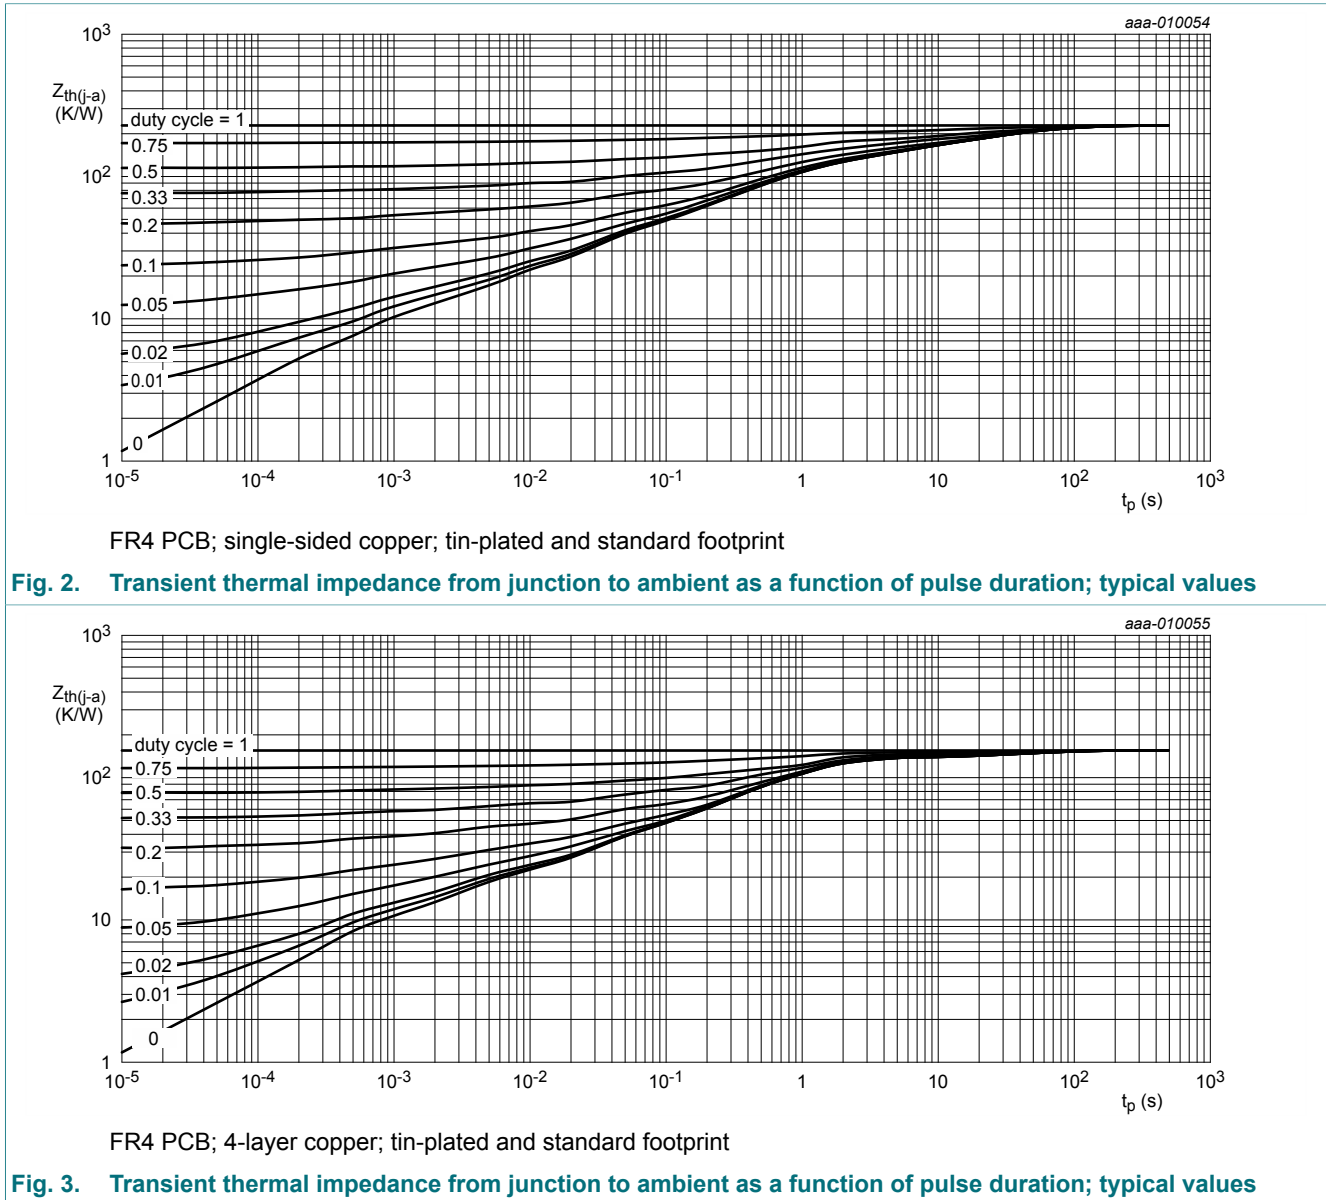 aaa-010054
10³
Zth(j-a)
(K/W)
duty cycle = 1
0.75
0.5
10²
0.33
0.2
0.1
0.05
10
0.02
0.01
0
1
10⁻⁵ 10⁻⁴ 10⁻³ 10⁻² 10⁻¹ 1 10 10² 10³
tp (s)
FR4 PCB; single-sided copper; tin-plated and standard footprint
Fig. 2. Transient thermal impedance from junction to ambient as a function of pulse duration; typical values
aaa-010055
10³
Zth(j-a)
(K/W)
duty cycle = 1
0.75
10²
0.5
0.33
0.2
0.1
0.05
10
0.02
0.01
0
1
10⁻⁵ 10⁻⁴ 10⁻³ 10⁻² 10⁻¹ 1 10 10² 10³
tp (s)
FR4 PCB; 4-layer copper; tin-plated and standard footprint
Fig. 3. Transient thermal impedance from junction to ambient as a function of pulse duration; typical values